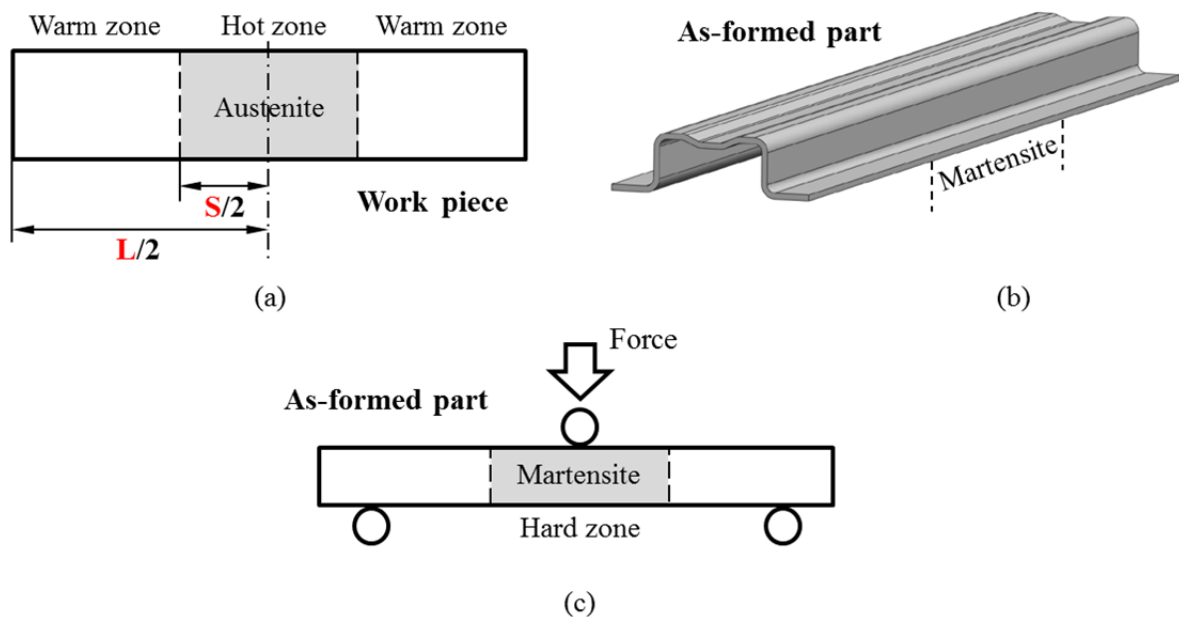 Warm zone Hot zone Warm zone
Austenite
S/2
Work piece
L/2
(a)
As-formed part
Martensite
(b)
Force
As-formed part
Martensite
Hard zone
(c)